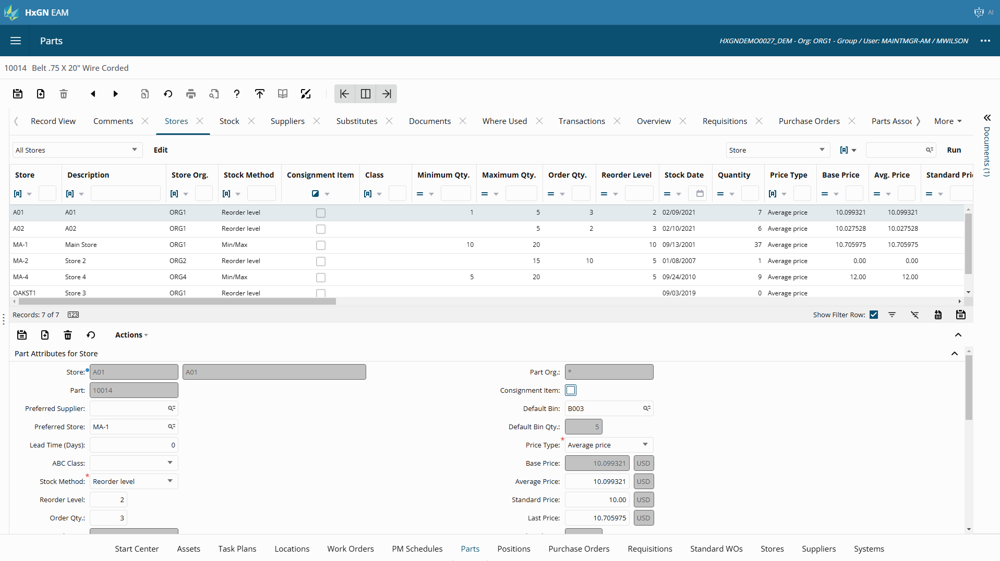 HxGN EAM
AI
Parts
HXGNDEMO0027_DEM - Org: ORG1 - Group / User: MAINTMGR-AM / MWILSON
10014 Belt .75 X 20" Wire Corded
Record View Comments Stores Stock Suppliers Substitutes Documents Where Used Transactions Overview Requisitions Purchase Orders Parts Assoc More
Documents (1)
All Stores Edit Store Run
Store Description Store Org. Stock Method Consignment Item Class Minimum Qty. Maximum Qty. Order Qty. Reorder Level Stock Date Quantity Price Type Base Price Avg. Price Standard Pri
A01 A01 ORG1 Reorder level 1 5 3 2 02/09/2021 7 Average price 10.099321 10.099321
A02 A02 ORG1 Reorder level 5 2 3 02/10/2021 6 Average price 10.027528 10.027528
MA-1 Main Store ORG1 Min/Max 10 20 10 09/13/2001 37 Average price 10.705975 10.705975
MA-2 Store 2 ORG2 Reorder level 15 10 5 01/08/2007 1 Average price 0.00 0.00
MA-4 Store 4 ORG4 Min/Max 5 20 5 09/24/2010 9 Average price 12.00 12.00
OAKST1 Store 3 ORG1 Reorder level 09/03/2019 0 Average price
Records: 7 of 7 123 Show Filter Row:
Actions
Part Attributes for Store
Store: A01 A01 Part Org.: *
Part: 10014 Consignment Item:
Preferred Supplier: Default Bin: B003
Preferred Store: MA-1 Default Bin Qty.: 5
Lead Time (Days): 0 Price Type: * Average price
ABC Class: Base Price: 10.099321 USD
Stock Method: * Reorder level Average Price: 10.099321 USD
Reorder Level: 2 Standard Price: 10.00 USD
Order Qty.: 3 Last Price: 10.705975 USD
Start Center Assets Task Plans Locations Work Orders PM Schedules Parts Positions Purchase Orders Requisitions Standard WOs Stores Suppliers Systems